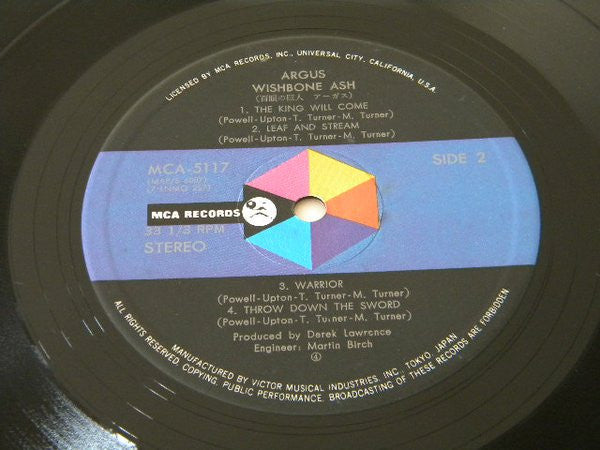 LICENSED BY MCA RECORDS, INC., UNIVERSAL CITY, CALIFORNIA, U.S.A.
ARGUS
WISHBONE ASH
(百眼の巨人 アーガス)
1. THE KING WILL COME
(Powell-Upton-T. Turner-M. Turner)
2. LEAF AND STREAM
(Powell-Upton-T. Turner-M. Turner)
MCA-5117
SIDE 2
MCA RECORDS
33 1/3 RPM
STEREO
3. WARRIOR
(Powell-Upton-T. Turner-M. Turner)
4. THROW DOWN THE SWORD
(Powell-Upton-T. Turner-M. Turner)
Produced by Derek Lawrence
Engineer: Martin Birch
④
MANUFACTURED BY VICTOR MUSICAL INDUSTRIES, INC., TOKYO, JAPAN
ALL RIGHTS RESERVED. COPYING, PUBLIC PERFORMANCE, BROADCASTING OF THESE RECORDS ARE FORBIDDEN